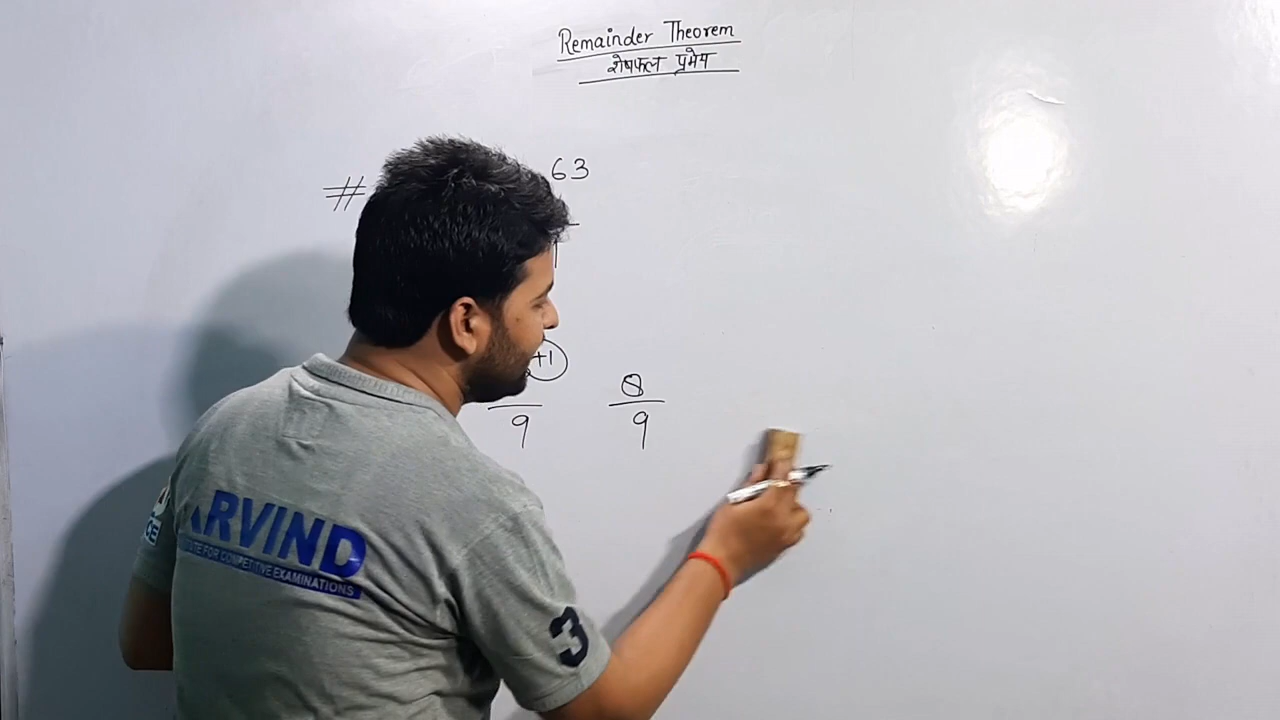 Remainder Theorem
शेषफल प्रमेय
# 63
+1
8
9 9
ARVIND
FOR COMPETITIVE EXAMINATIONS
3